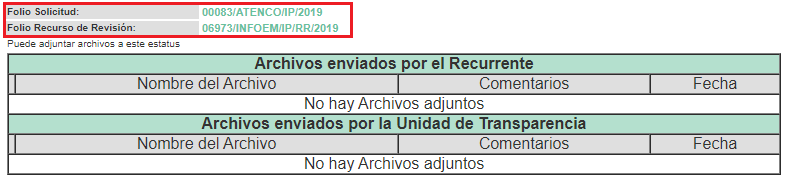 Folio Solicitud: 00083/ATENCO/IP/2019
Folio Recurso de Revisión: 06973/INFOEM/IP/RR/2019
Puede adjuntar archivos a este estatus
Archivos enviados por el Recurrente
Nombre del Archivo Comentarios Fecha
No hay Archivos adjuntos
Archivos enviados por la Unidad de Transparencia
Nombre del Archivo Comentarios Fecha
No hay Archivos adjuntos